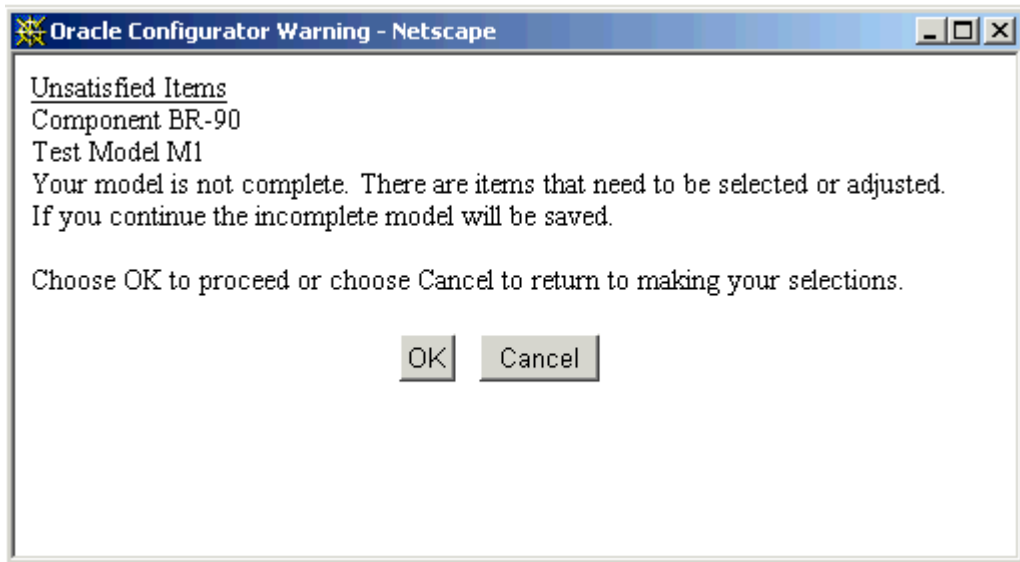 Oracle Configurator Warning - Netscape
Unsatisfied Items
Component BR-90
Test Model M1
Your model is not complete. There are items that need to be selected or adjusted.
If you continue the incomplete model will be saved.
Choose OK to proceed or choose Cancel to return to making your selections.
OK Cancel